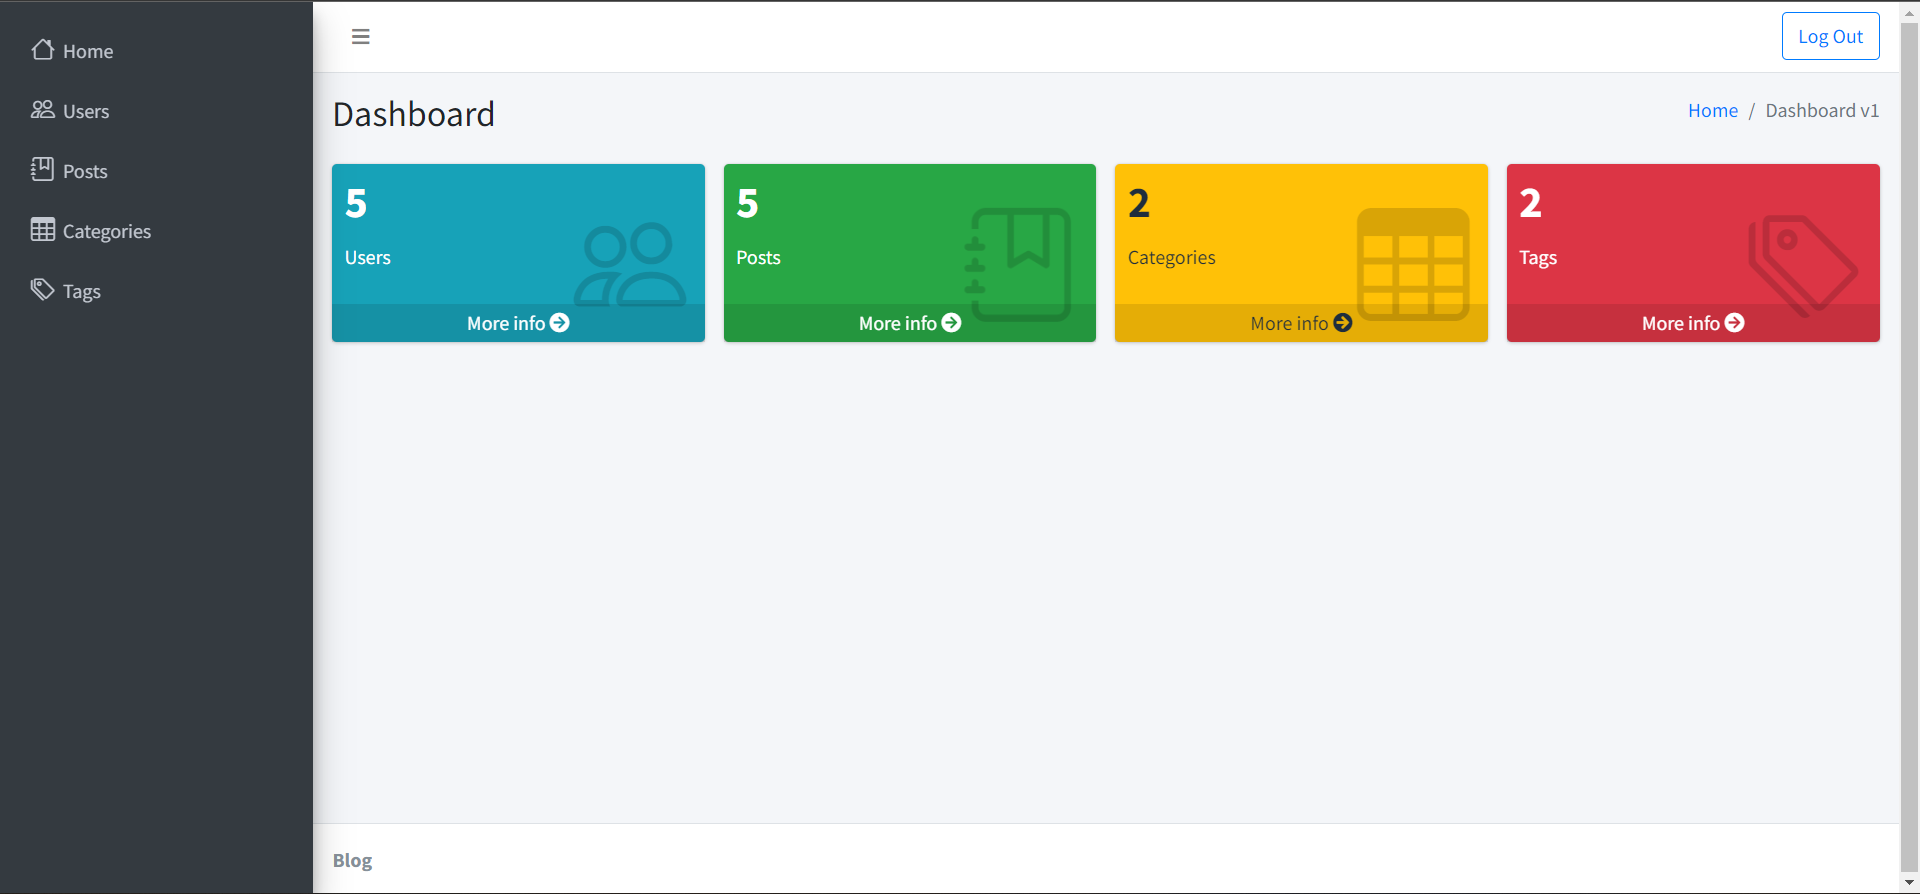 Home
Users
Posts
Categories
Tags
Log Out
Dashboard
Home / Dashboard v1
5
Users
More info
5
Posts
More info
2
Categories
More info
2
Tags
More info
Blog